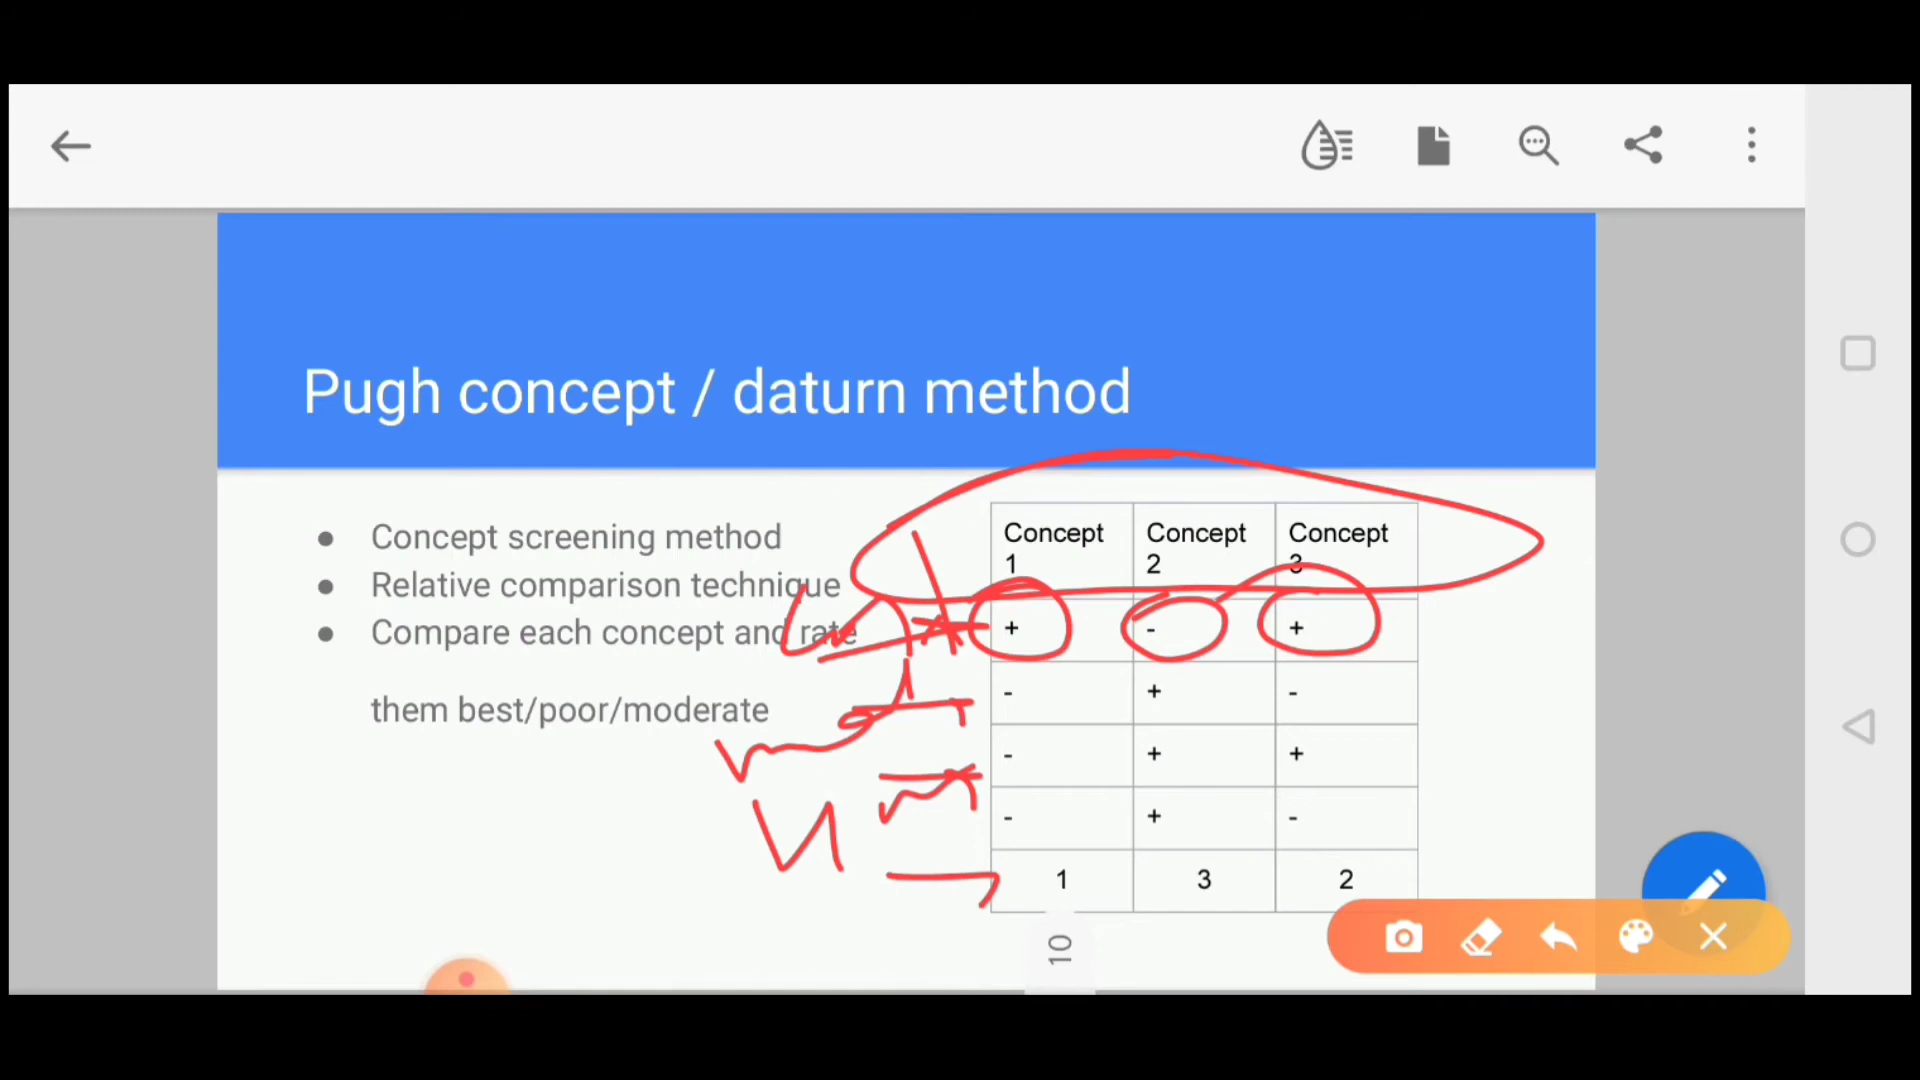 Pugh concept / daturn method
● Concept screening method
● Relative comparison technique
● Compare each concept and rate
them best/poor/moderate
Concept 1 Concept 2 Concept 3
+ - +
- + -
- + +
- + -
1 3 2
10